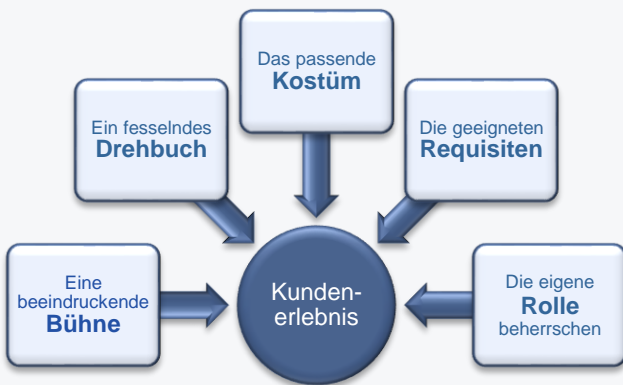 Das passende
Kostüm
Ein fesselndes
Drehbuch
Die geeigneten
Requisiten
Eine
beeindruckende
Bühne
Kunden-
erlebnis
Die eigene
Rolle
beherrschen